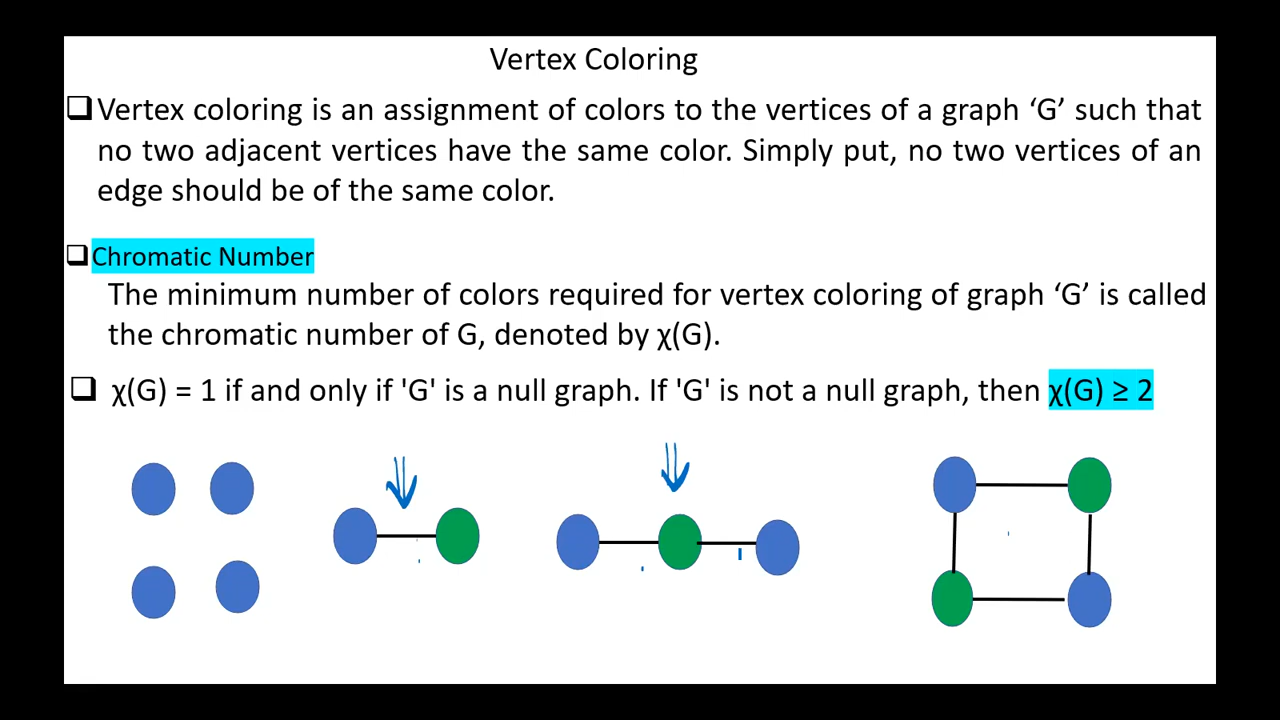 Vertex Coloring
❑Vertex coloring is an assignment of colors to the vertices of a graph ‘G’ such that
no two adjacent vertices have the same color. Simply put, no two vertices of an
edge should be of the same color.
❑Chromatic Number
The minimum number of colors required for vertex coloring of graph ‘G’ is called
the chromatic number of G, denoted by χ(G).
❑ χ(G) = 1 if and only if 'G' is a null graph. If 'G' is not a null graph, then χ(G) ≥ 2